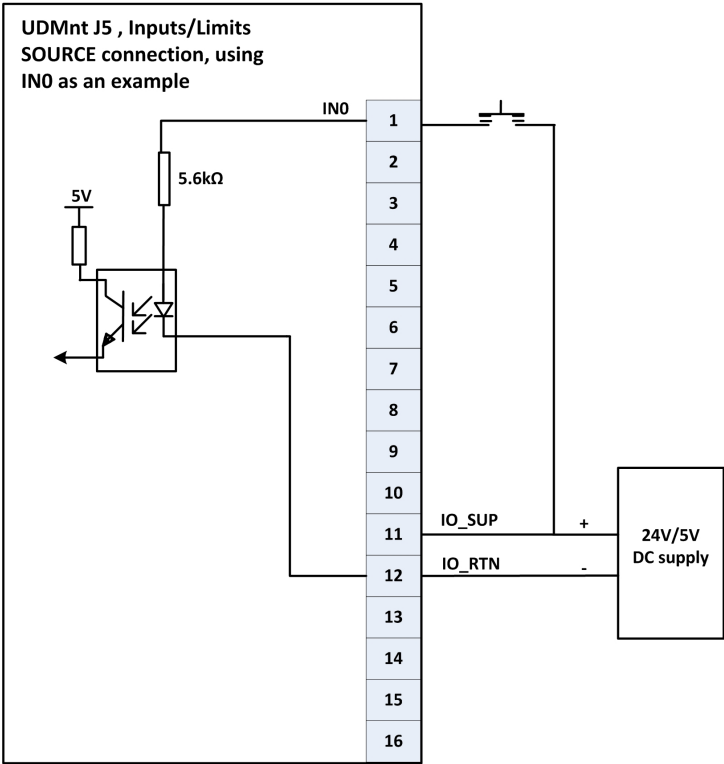 UDMnt J5 , Inputs/Limits
SOURCE connection, using
IN0 as an example
IN0
1
2
5.6kΩ
5V
3
4
5
6
7
8
9
10
IO_SUP
+
11
24V/5V
DC supply
IO_RTN
-
12
13
14
15
16